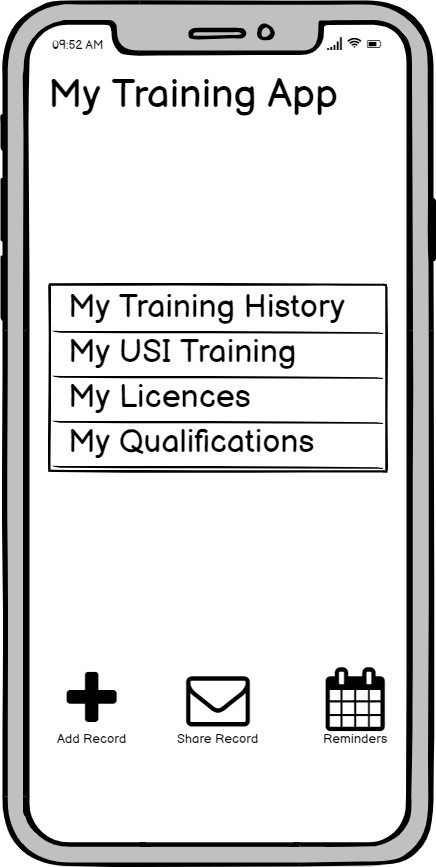 09:52 AM
My Training App
My Training History
My USI Training
My Licences
My Qualifications
Add Record
Share Record
Reminders